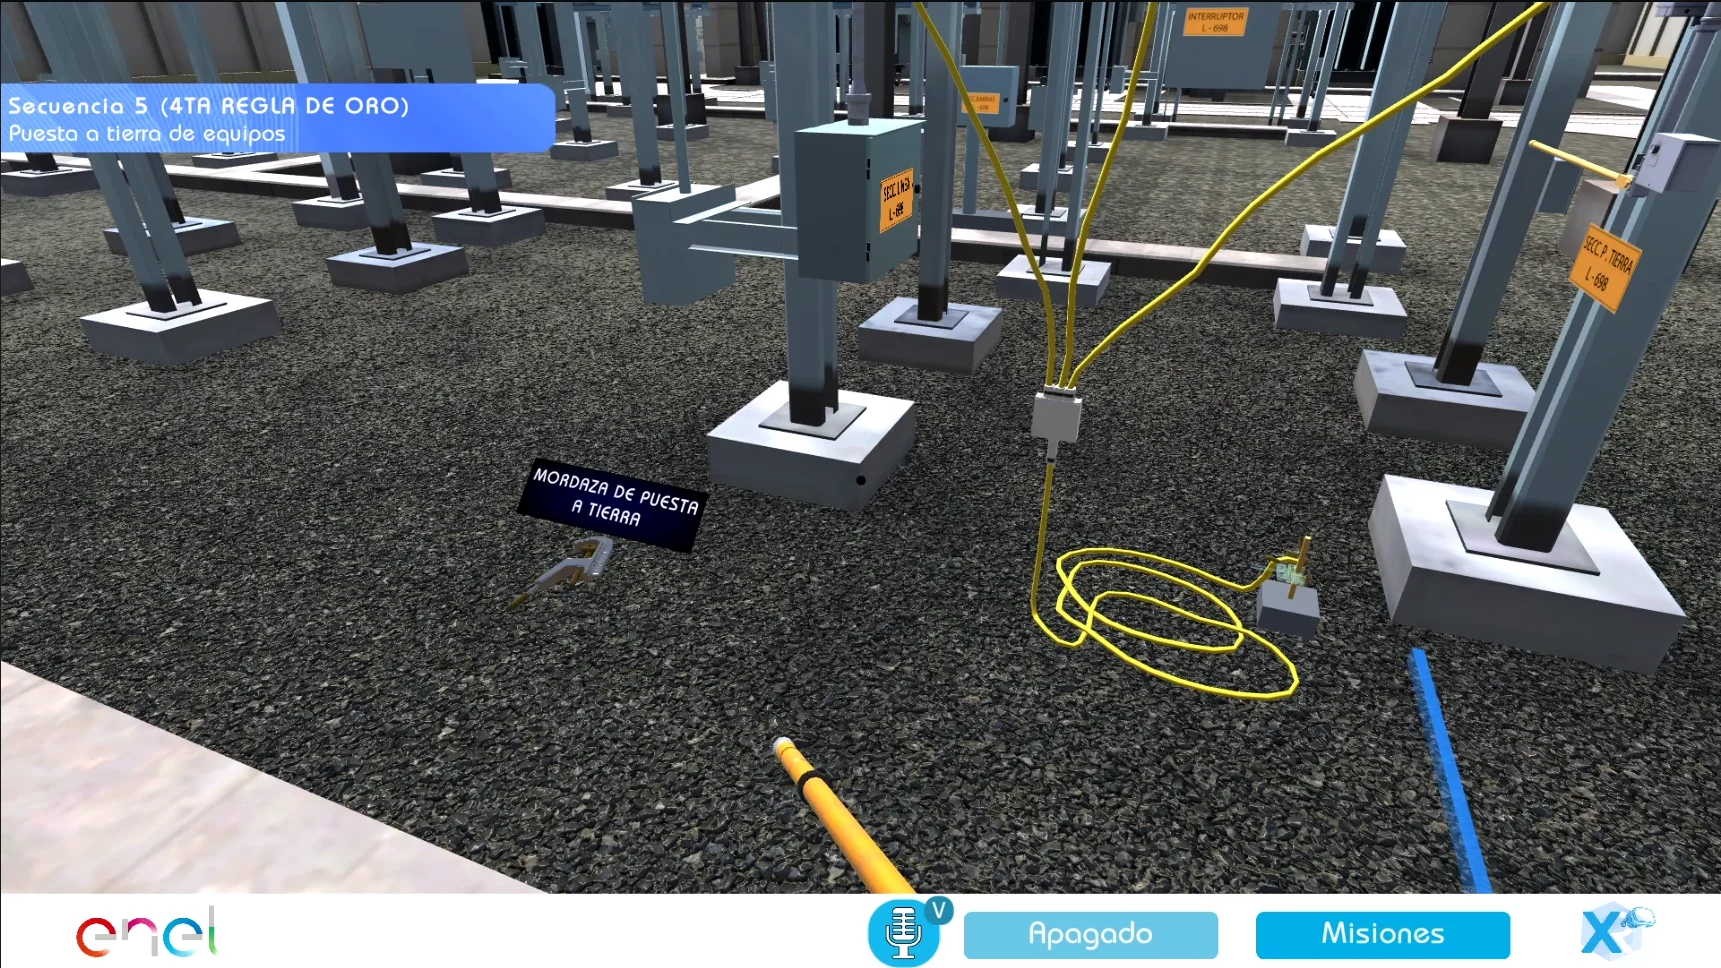 INTERRUPTOR
L - 698
Secuencia 5 (4TA REGLA DE ORO)
Puesta a tierra de equipos
SECC. LINEA
L-698
SECC P. TIERRA
L-698
MORDAZA DE PUESTA
A TIERRA
enel
V
Apagado
Misiones
X